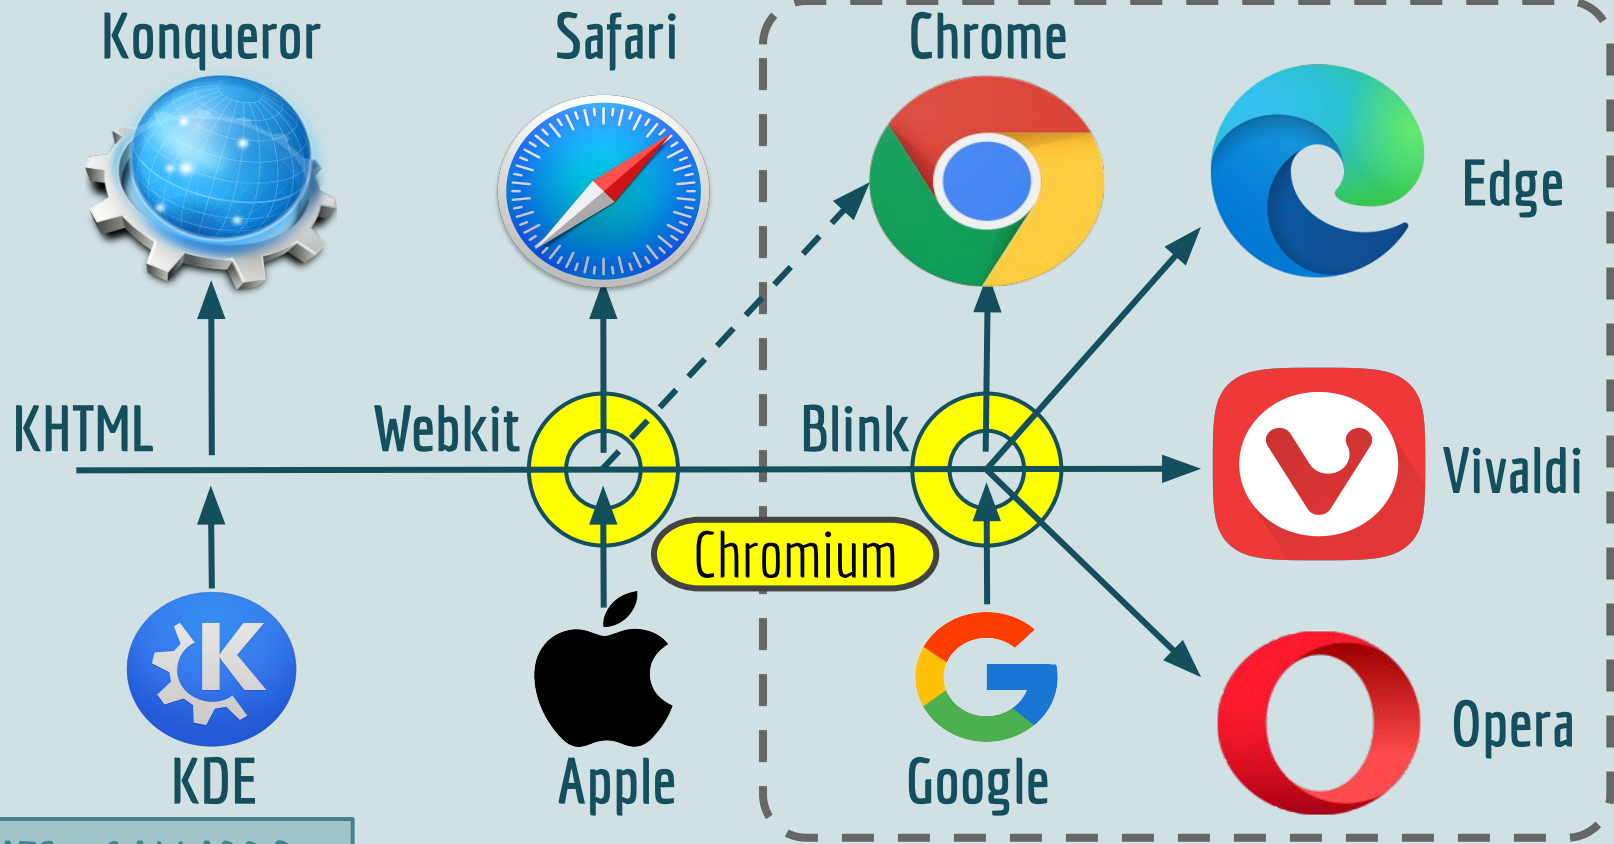 Konqueror
Safari
Chrome
Edge
KHTML
Webkit
Blink
Vivaldi
Chromium
K
Opera
KDE
Apple
Google